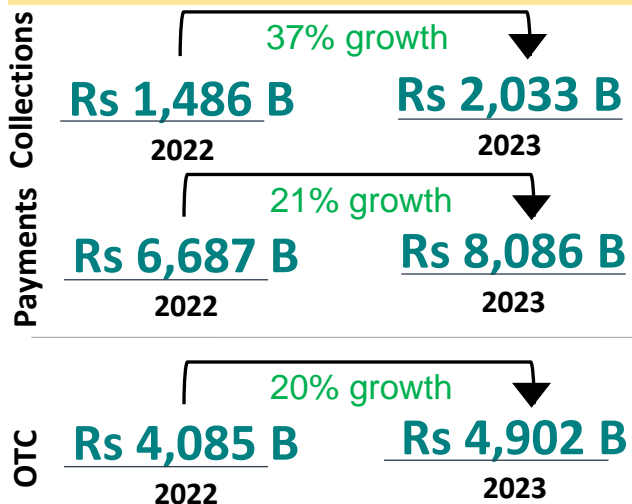 Collections
37% growth
Rs 1,486 B
Rs 2,033 B
2022
2023
Payments
21% growth
Rs 6,687 B
Rs 8,086 B
2022
2023
OTC
20% growth
Rs 4,085 B
Rs 4,902 B
2022
2023